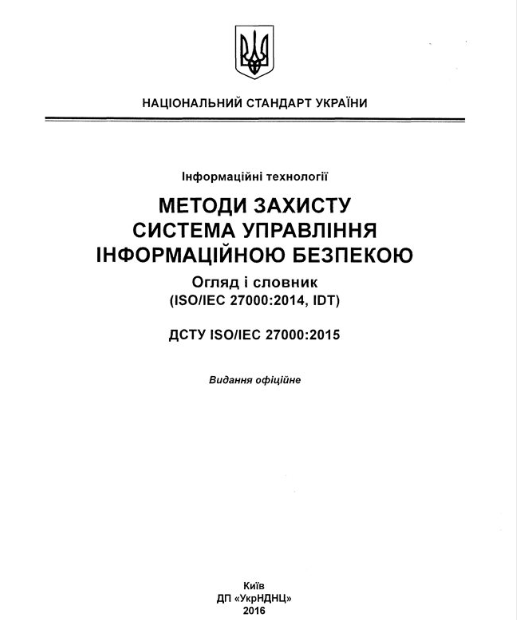 НАЦІОНАЛЬНИЙ СТАНДАРТ УКРАЇНИ
Інформаційні технології
МЕТОДИ ЗАХИСТУ
СИСТЕМА УПРАВЛІННЯ
ІНФОРМАЦІЙНОЮ БЕЗПЕКОЮ
Огляд і словник
(ISO/IEC 27000:2014, IDT)
ДСТУ ISO/IEC 27000:2015
Видання офіційне
Київ
ДП «УкрНДНЦ»
2016